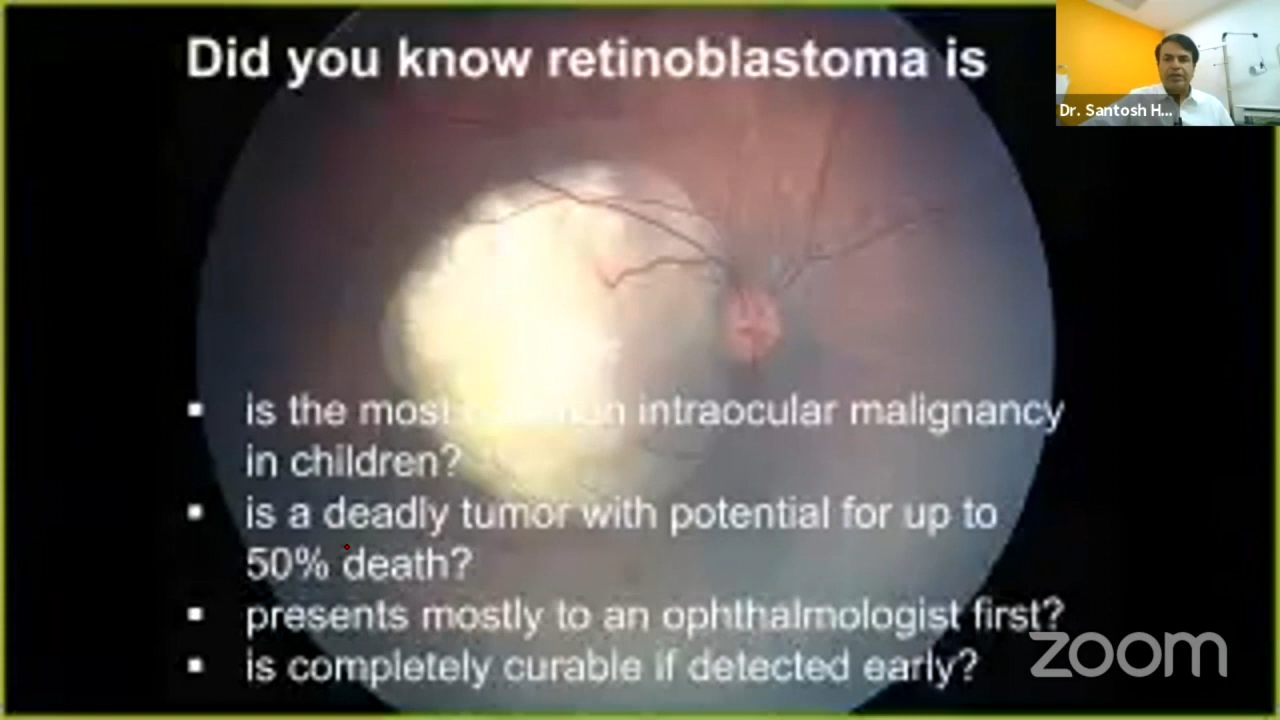 Did you know retinoblastoma is
Dr. Santosh H...
▪ is the most common intraocular malignancy
in children?
▪ is a deadly tumor with potential for up to
50% death?
▪ presents mostly to an ophthalmologist first?
▪ is completely curable if detected early?
zoom